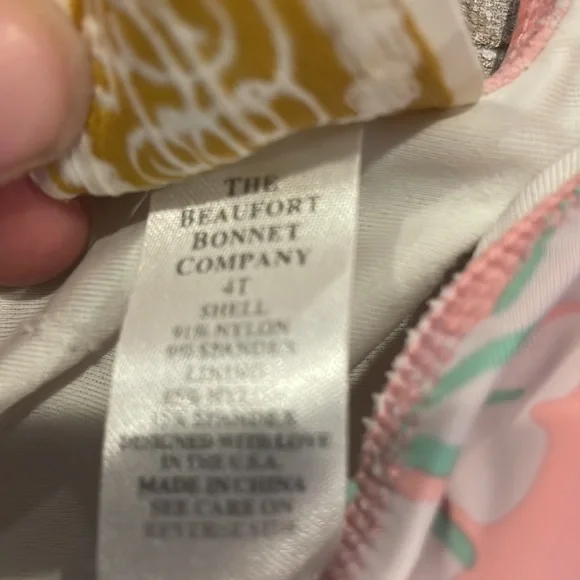 THE
BEAUFORT
BONNET
COMPANY
4T
SHELL
91% NYLON
9% SPANDEX
LINING
NYLON
SPANDEX
DESIGNED WITH LOVE
IN THE U.S.A.
MADE IN CHINA
SEE CARE ON
REVERSE SIDE